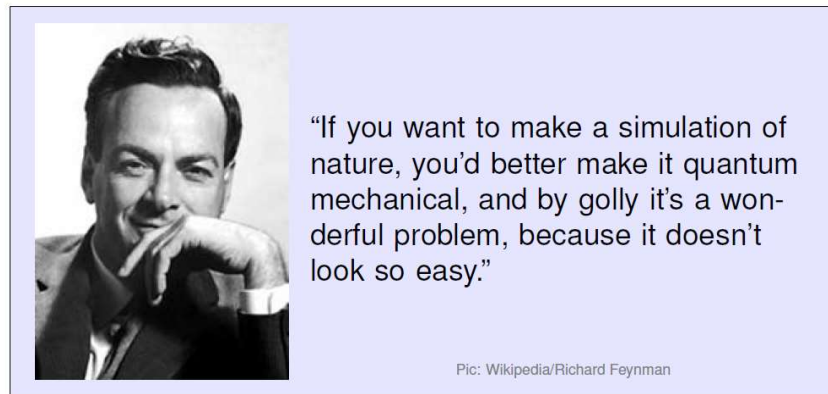 “If you want to make a simulation of
nature, you’d better make it quantum
mechanical, and by golly it’s a won-
derful problem, because it doesn’t
look so easy.”
Pic: Wikipedia/Richard Feynman